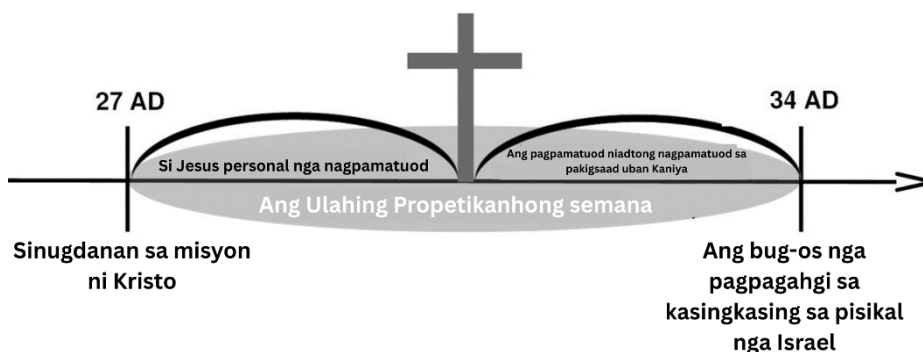 27 AD
34 AD
Si Jesus personal nga nagpamatuod
Ang pagpamatuod niadtong nagpamatuod sa
pakigsaad uban Kaniya
Ang Ulahing Propetikanhong semana
Sinugdanan sa misyon
ni Kristo
Ang bug-os nga
pagpagahgi sa
kasingkasing sa pisikal
nga Israel